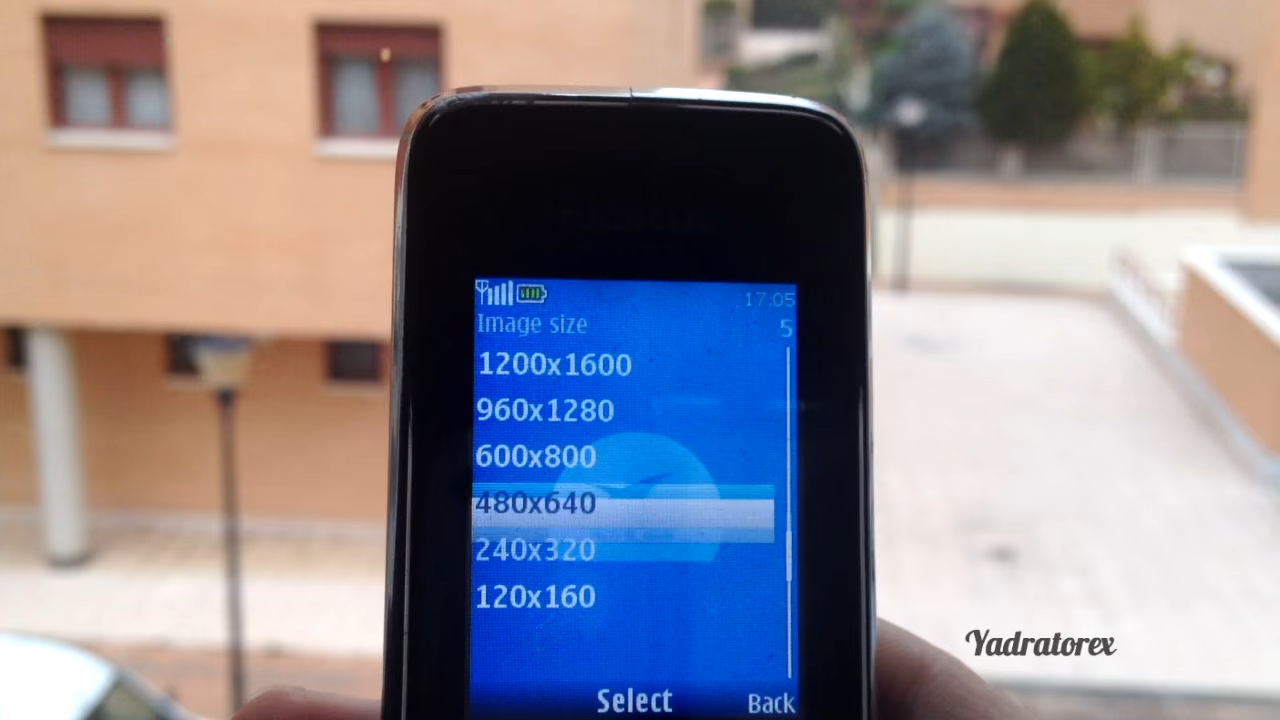 17:05
Image size 5
1200x1600
960x1280
600x800
480x640
240x320
120x160
Select Back
Yadratorex